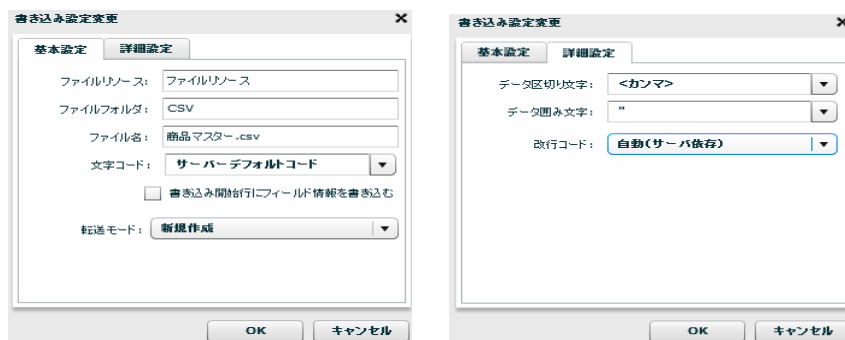 書き込み設定変更
基本設定 詳細設定
ファイルリソース: ファイルリソース
ファイルフォルダ: CSV
ファイル名: 商品マスター.csv
文字コード: サーバーデフォルトコード
書き込み開始行にフィールド情報を書き込む
転送モード: 新規作成
OK キャンセル
書き込み設定変更
基本設定 詳細設定
データ区切り文字: <カンマ>
データ囲み文字: "
改行コード: 自動(サーバ依存)
OK キャンセル